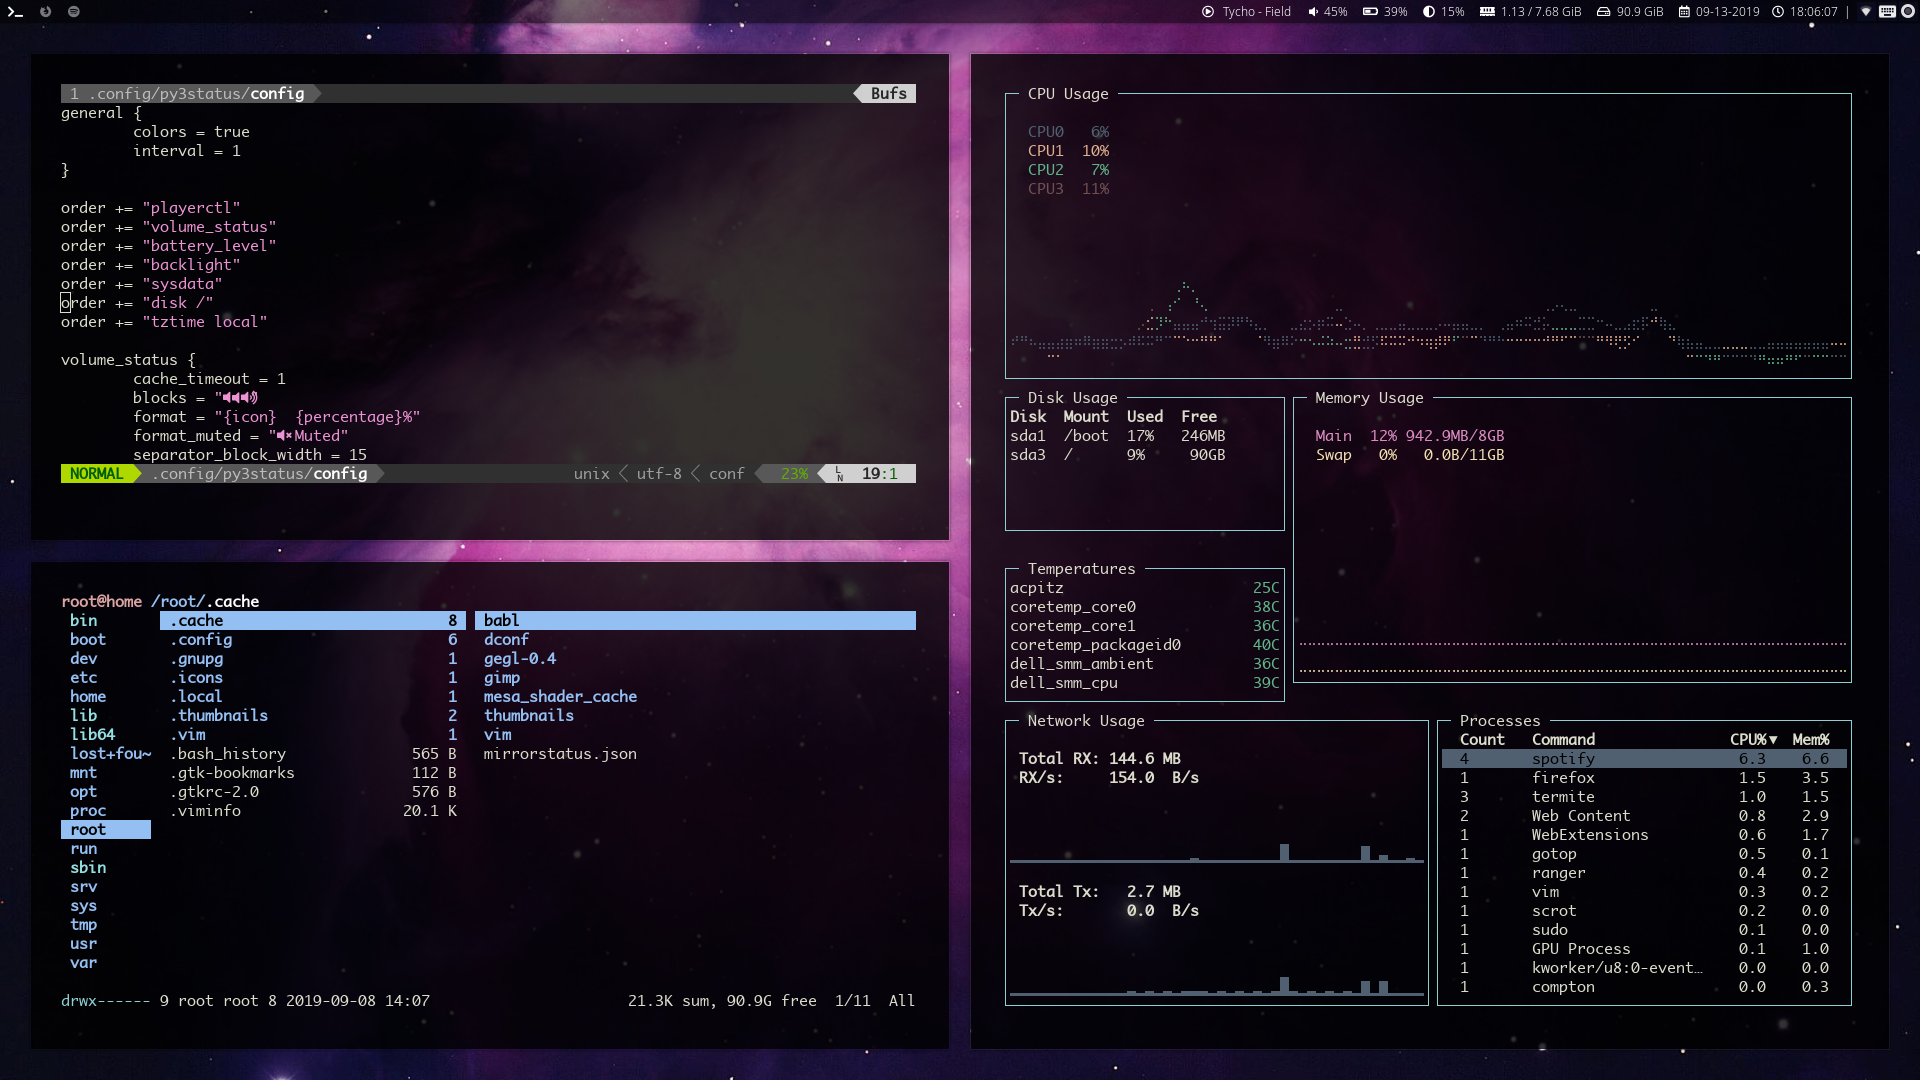 Tycho - Field 45% 39% 15% 1.13 / 7.68 GiB 90.9 GiB 09-13-2019 18:06:07 |
1 .config/py3status/config Bufs
general {
colors = true
interval = 1
}
order += "playerctl"
order += "volume_status"
order += "battery_level"
order += "backlight"
order += "sysdata"
order += "disk /"
order += "tztime local"
volume_status {
cache_timeout = 1
blocks = "
format = "{icon} {percentage}%"
format_muted = "Muted"
separator_block_width = 15
NORMAL .config/py3status/config unix utf-8 conf 23% LN 19:1
root@home /root/.cache
bin .cache 8 babl
boot .config 6 dconf
dev .gnupg 1 gegl-0.4
etc .icons 1 gimp
home .local 1 mesa_shader_cache
lib .thumbnails 2 thumbnails
lib64 .vim 1 vim
lost+fou~ .bash_history 565 B mirrorstatus.json
mnt .gtk-bookmarks 112 B
opt .gtkrc-2.0 576 B
proc .viminfo 20.1 K
root
run
sbin
srv
sys
tmp
usr
var
drwx------ 9 root root 8 2019-09-08 14:07 21.3K sum, 90.9G free 1/11 All
CPU Usage
CPU0 6%
CPU1 10%
CPU2 7%
CPU3 11%
Disk Usage
Disk Mount Used Free
sda1 /boot 17% 246MB
sda3 / 9% 90GB
Memory Usage
Main 12% 942.9MB/8GB
Swap 0% 0.0B/11GB
Temperatures
acpitz 25C
coretemp_core0 38C
coretemp_core1 36C
coretemp_packageid0 40C
dell_smm_ambient 36C
dell_smm_cpu 39C
Network Usage
Total RX: 144.6 MB
RX/s: 154.0 B/s
Total Tx: 2.7 MB
Tx/s: 0.0 B/s
Processes
Count Command CPU%▼ Mem%
4 spotify 6.3 6.6
1 firefox 1.5 3.5
3 termite 1.0 1.5
2 Web Content 0.8 2.9
1 WebExtensions 0.6 1.7
1 gotop 0.5 0.1
1 ranger 0.4 0.2
1 vim 0.3 0.2
1 scrot 0.2 0.0
1 sudo 0.1 0.0
1 GPU Process 0.1 1.0
1 kworker/u8:0-event… 0.0 0.0
1 compton 0.0 0.3